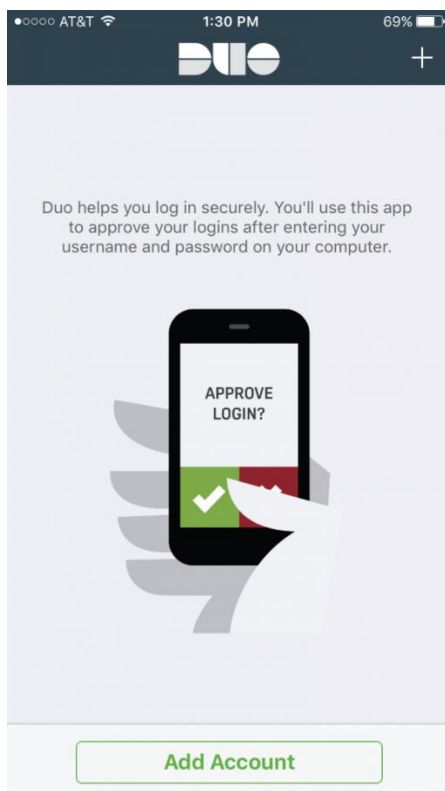 AT&T 1:30 PM 69%
DUO
Duo helps you log in securely. You'll use this app
to approve your logins after entering your
username and password on your computer.
APPROVE
LOGIN?
Add Account